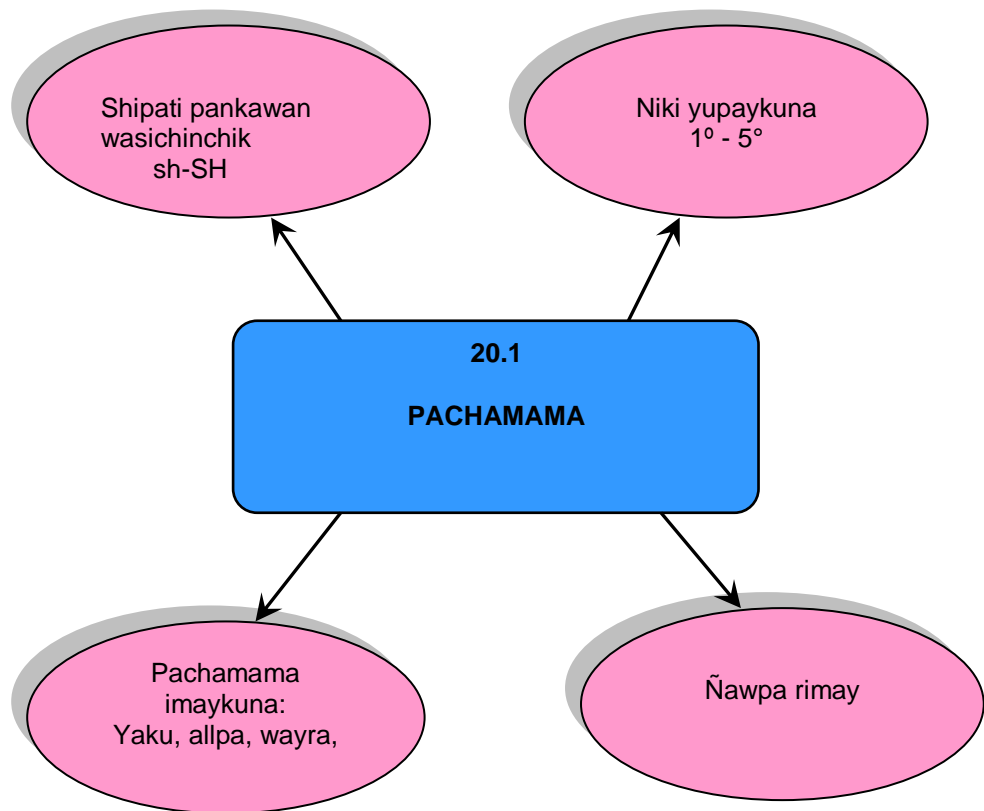 Shipati pankawan
wasichinchik
sh-SH
Niki yupaykuna
1º - 5°
20.1
PACHAMAMA
Pachamama
imaykuna:
Yaku, allpa, wayra,
Ñawpa rimay